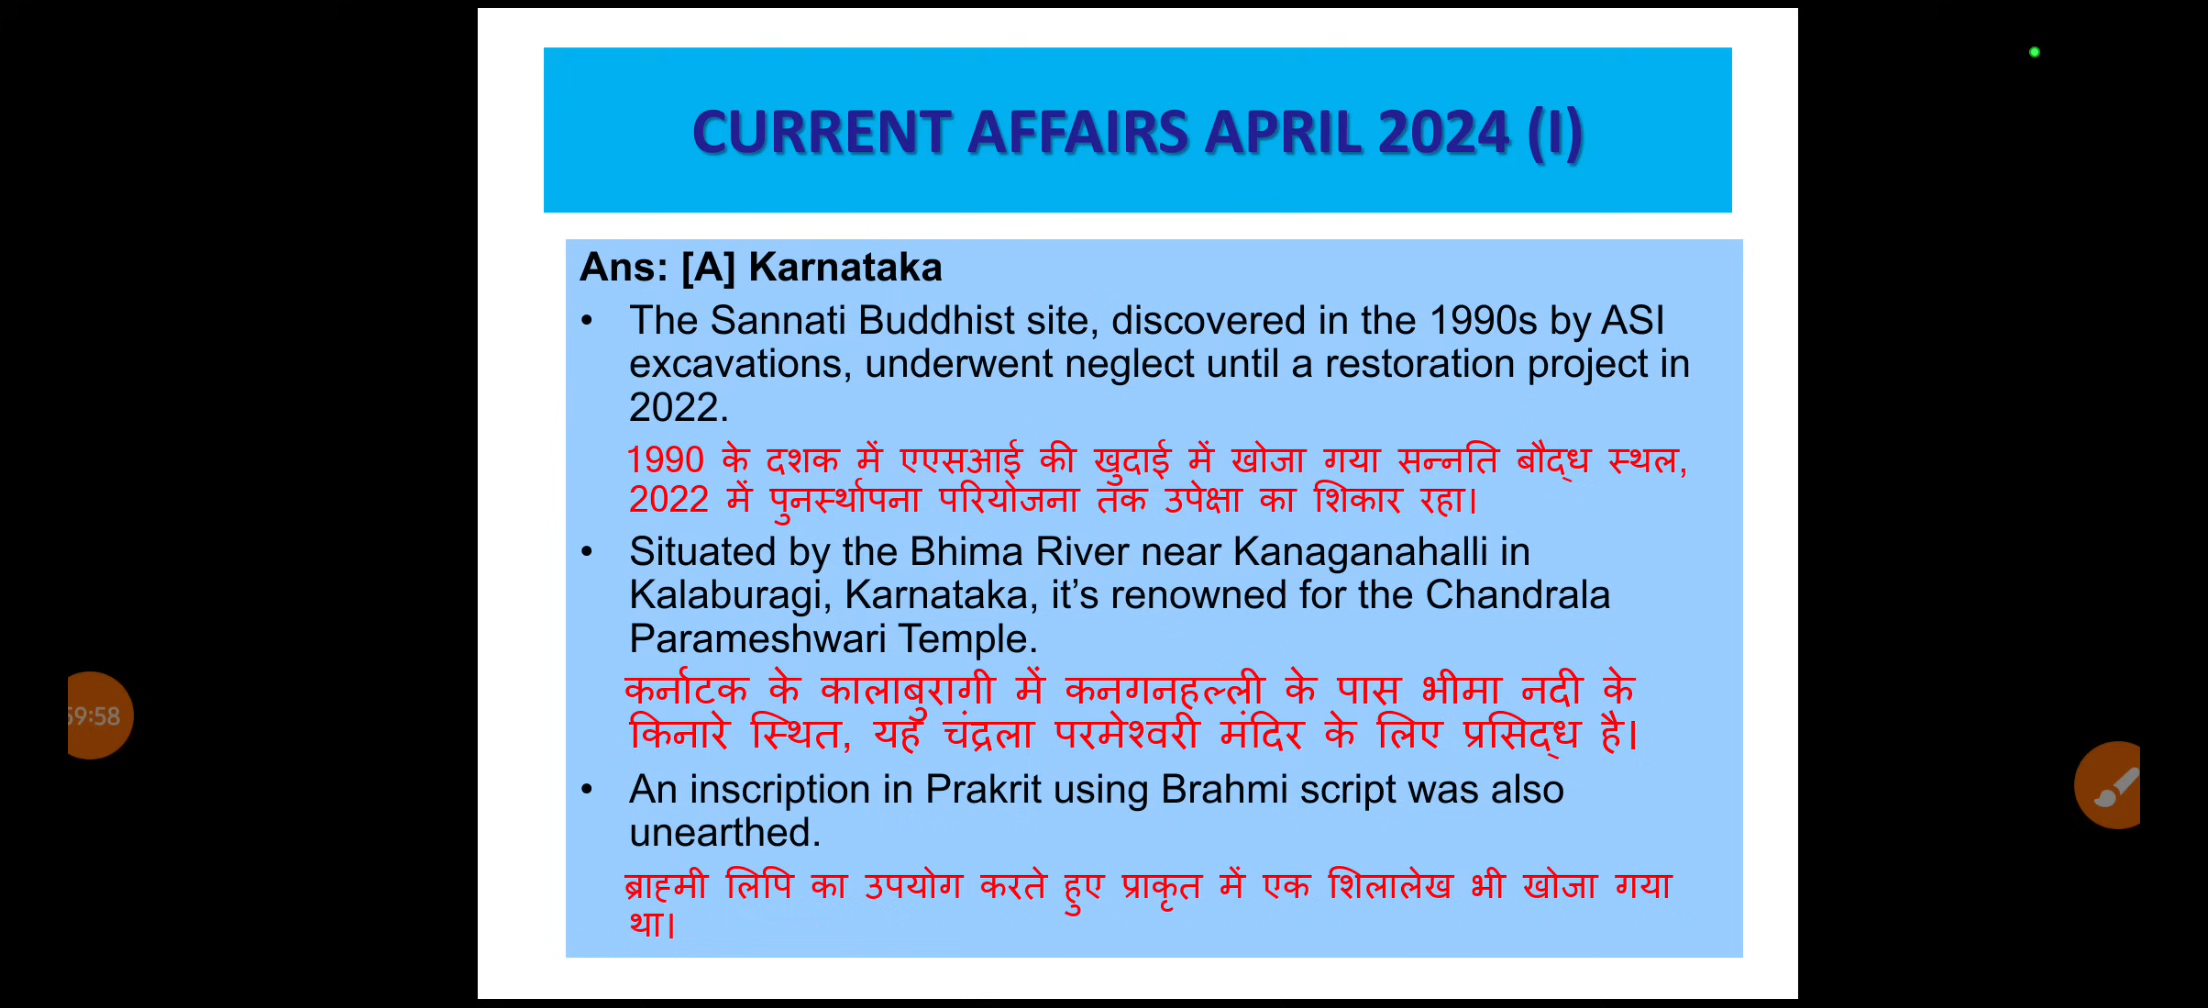 CURRENT AFFAIRS APRIL 2024 (I)
Ans: [A] Karnataka
• The Sannati Buddhist site, discovered in the 1990s by ASI
excavations, underwent neglect until a restoration project in
2022.
1990 के दशक में एएसआई की खुदाई में खोजा गया सन्नति बौद्ध स्थल,
2022 में पुनर्स्थापना परियोजना तक उपेक्षा का शिकार रहा।
• Situated by the Bhima River near Kanaganahalli in
Kalaburagi, Karnataka, it’s renowned for the Chandrala
Parameshwari Temple.
कर्नाटक के कालाबुरागी में कनगनहल्ली के पास भीमा नदी के
किनारे स्थित, यह चंद्रला परमेश्वरी मंदिर के लिए प्रसिद्ध है।
• An inscription in Prakrit using Brahmi script was also
unearthed.
ब्राह्मी लिपि का उपयोग करते हुए प्राकृत में एक शिलालेख भी खोजा गया
था।
59:58